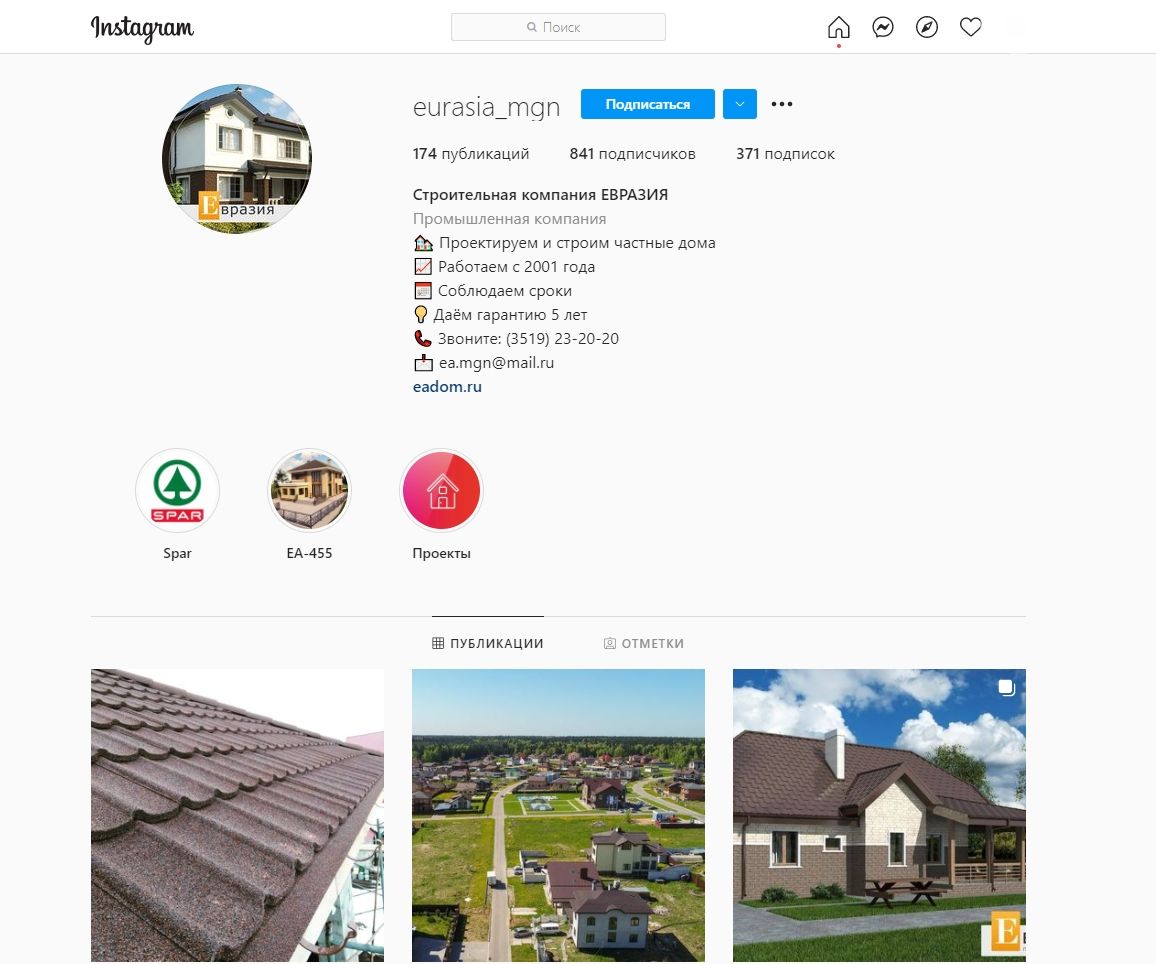 Instagram
Поиск
eurasia_mgn
Подписаться
174 публикаций 841 подписчиков 371 подписок
Строительная компания ЕВРАЗИЯ
Промышленная компания
Проектируем и строим частные дома
Работаем с 2001 года
Соблюдаем сроки
Даём гарантию 5 лет
Звоните: (3519) 23-20-20
ea.mgn@mail.ru
eadom.ru
Евразия
SPAR
Spar EA-455 Проекты
ПУБЛИКАЦИИ ОТМЕТКИ
Е